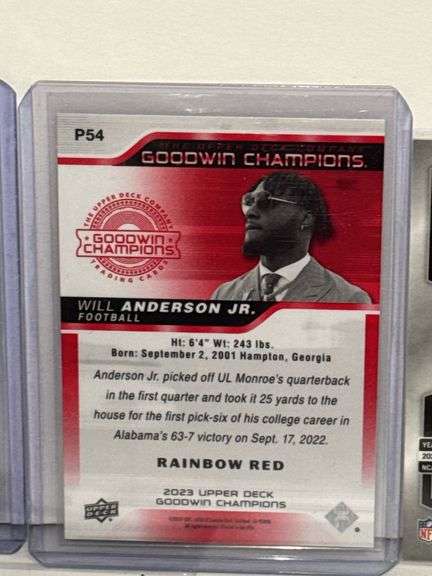 P54
THE UPPER DECK COMPANY
GOODWIN CHAMPIONS
THE UPPER DECK COMPANY
GOODWIN
CHAMPIONS
TRADING CARDS
WILL ANDERSON JR.
FOOTBALL
Ht: 6'4" Wt: 243 lbs.
Born: September 2, 2001 Hampton, Georgia
Anderson Jr. picked off UL Monroe's quarterback
in the first quarter and took it 25 yards to the
house for the first pick-six of his college career in
Alabama's 63-7 victory on Sept. 17, 2022.
RAINBOW RED
2023 UPPER DECK
GOODWIN CHAMPIONS
UPPER DECK
NFL